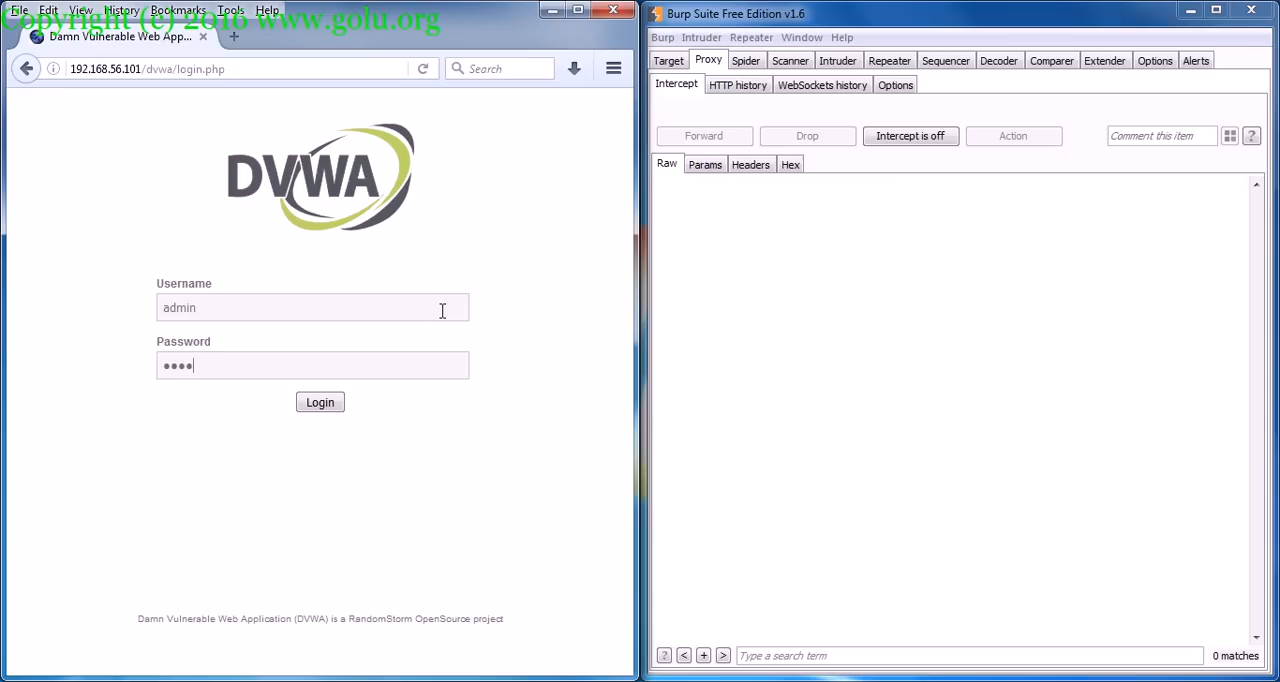 Copyright (c) 2016 www.golu.org
File Edit View History Bookmarks Tools Help
Damn Vulnerable Web App...
192.168.56.101/dvwa/login.php
Search
DVWA
Username
admin
Password
Login
Damn Vulnerable Web Application (DVWA) is a RandomStorm OpenSource project
Burp Suite Free Edition v1.6
Burp Intruder Repeater Window Help
Target Proxy Spider Scanner Intruder Repeater Sequencer Decoder Comparer Extender Options Alerts
Intercept HTTP history WebSockets history Options
Forward Drop Intercept is off Action Comment this item ?
Raw Params Headers Hex
? < + > Type a search term 0 matches